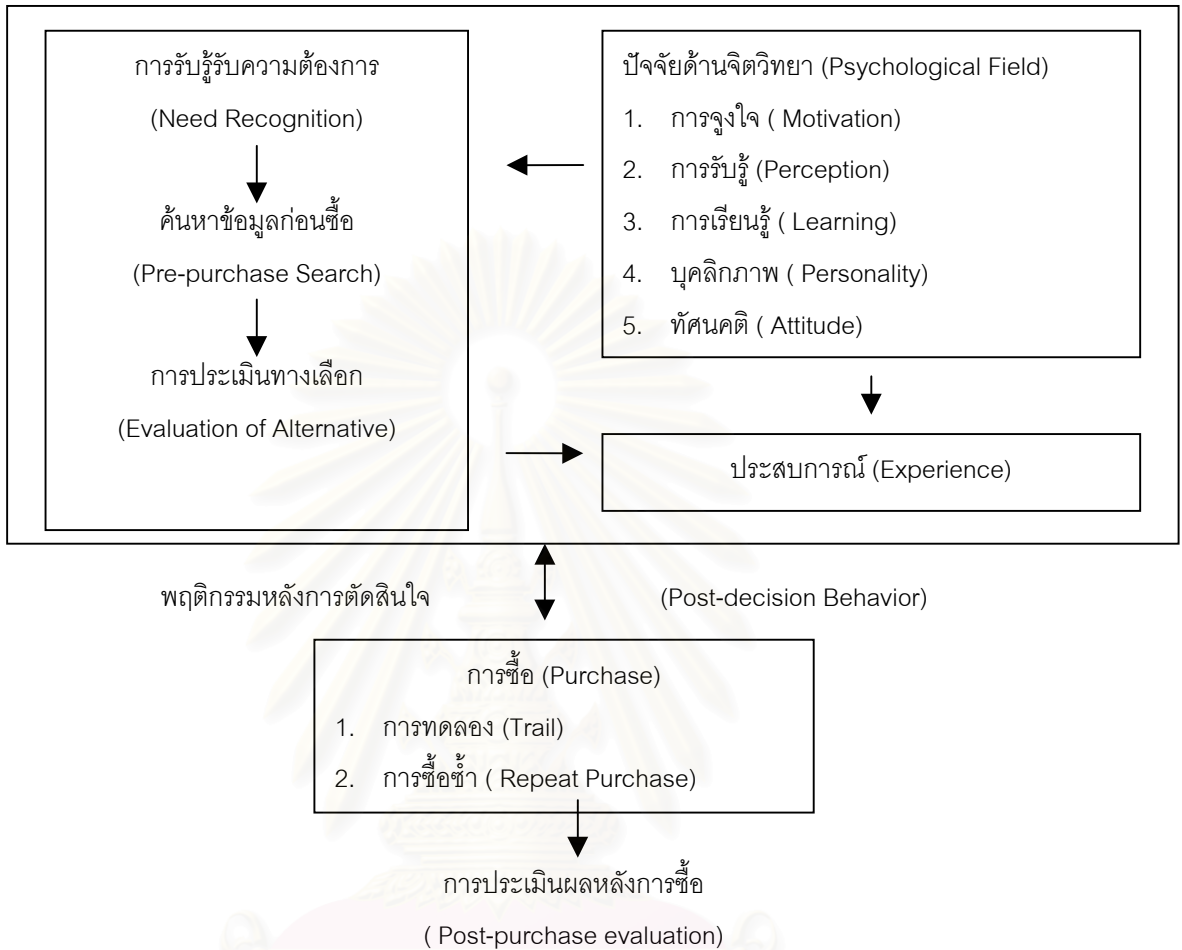 การรับรู้รับความต้องการ
(Need Recognition)
ค้นหาข้อมูลก่อนซื้อ
(Pre-purchase Search)
การประเมินทางเลือก
(Evaluation of Alternative)
ปัจจัยด้านจิตวิทยา (Psychological Field)
1. การจูงใจ ( Motivation)
2. การรับรู้ (Perception)
3. การเรียนรู้ ( Learning)
4. บุคลิกภาพ ( Personality)
5. ทัศนคติ ( Attitude)
ประสบการณ์ (Experience)
พฤติกรรมหลังการตัดสินใจ (Post-decision Behavior)
การซื้อ (Purchase)
1. การทดลอง (Trail)
2. การซื้อซ้ำ ( Repeat Purchase)
การประเมินผลหลังการซื้อ
( Post-purchase evaluation)